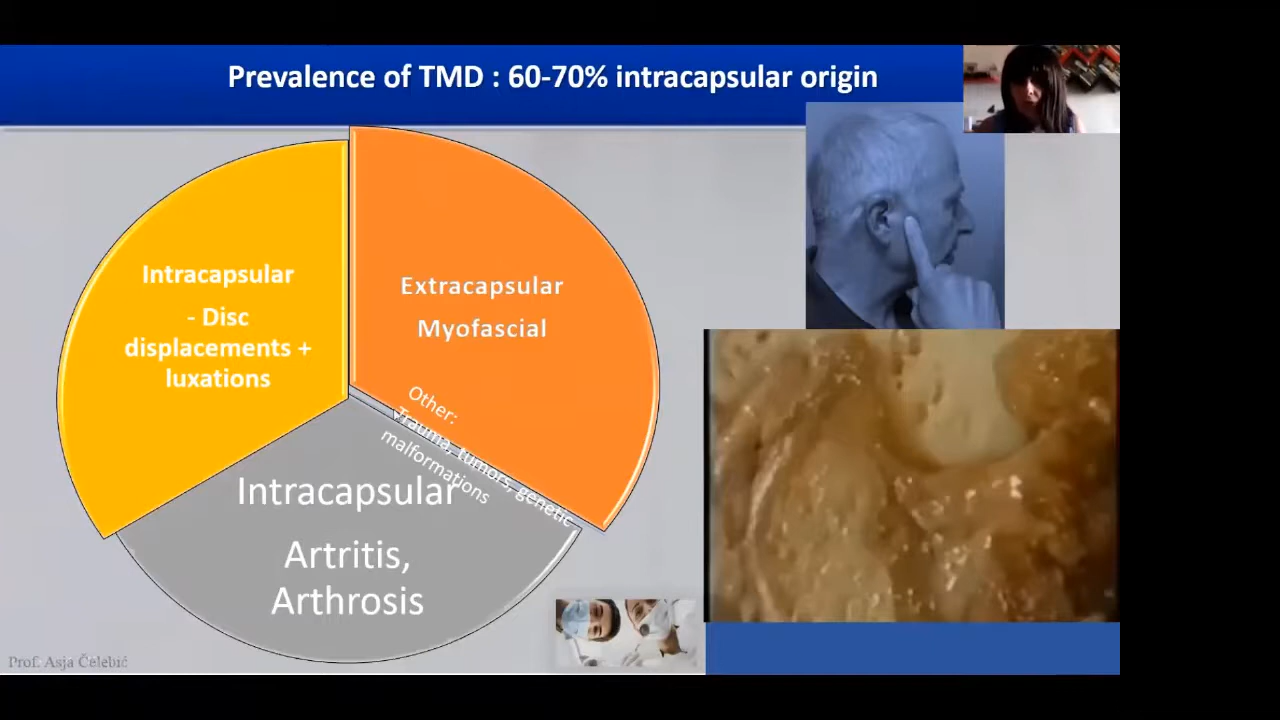 Prevalence of TMD : 60-70% intracapsular origin
Intracapsular
- Disc
displacements +
luxations
Extracapsular
Myofascial
Other:
Trauma, tumors, genetic
malformations
Intracapsular
Artritis,
Arthrosis
Prof. Asja Čelebić